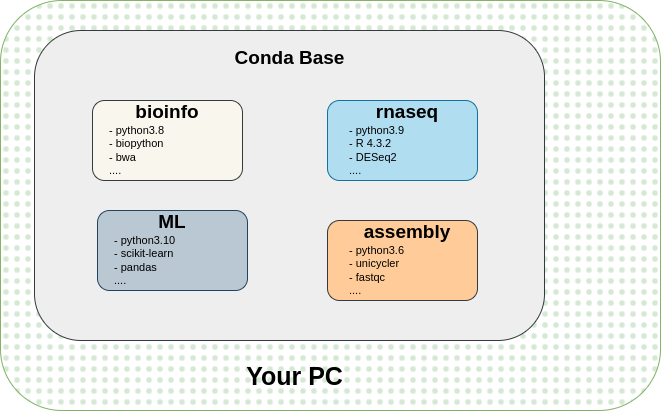 Conda Base
bioinfo
- python3.8
- biopython
- bwa
....
rnaseq
- python3.9
- R 4.3.2
- DESeq2
....
ML
- python3.10
- scikit-learn
- pandas
....
assembly
- python3.6
- unicycler
- fastqc
....
Your PC